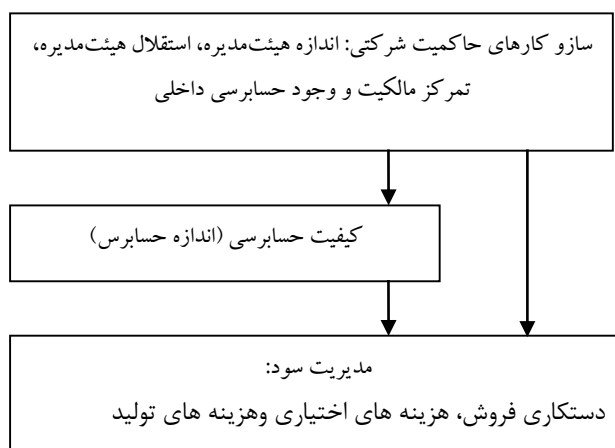 سازو کارهای حاکمیت شرکتی: اندازه هیئت‌مدیره، استقلال هیئت‌مدیره،
تمرکز مالکیت و وجود حسابرسی داخلی
کیفیت حسابرسی (اندازه حسابرس)
مدیریت سود:
دستکاری فروش، هزینه های اختیاری وهزینه های تولید